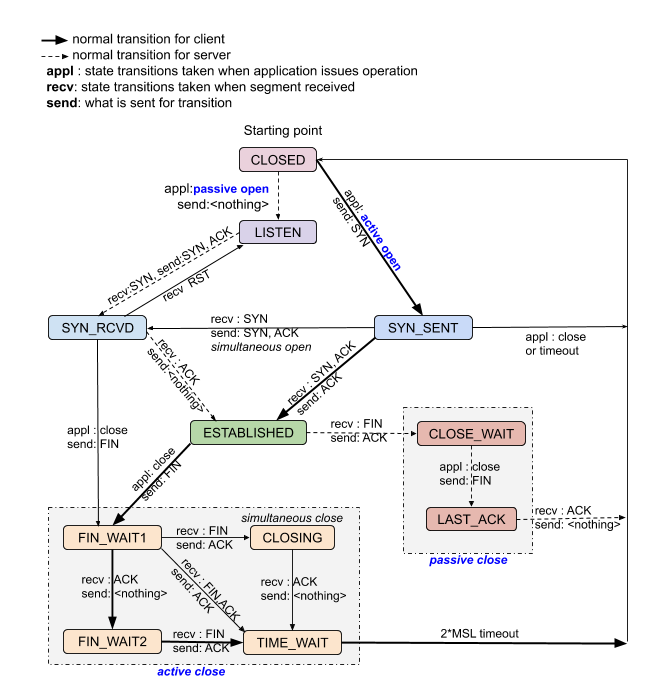 normal transition for client
normal transition for server
appl : state transitions taken when application issues operation
recv: state transitions taken when segment received
send: what is sent for transition
Starting point
CLOSED
appl:passive open
send:<nothing>
appl: active open
send: SYN
LISTEN
recv:SYN, send:SYN, ACK
recv RST
SYN_RCVD
recv : SYN
send: SYN, ACK
simultaneous open
SYN_SENT
appl : close
or timeout
recv : ACK
send:<nothing>
recv : SYN, ACK
send: ACK
appl : close
send: FIN
ESTABLISHED
recv : FIN
send: ACK
CLOSE_WAIT
appl : close
send: FIN
appl: close
send: FIN
LAST_ACK
recv : ACK
send: <nothing>
passive close
simultaneous close
FIN_WAIT1
recv : FIN
send: ACK
CLOSING
recv : ACK
send: <nothing>
recv : FIN,ACK
send: ACK
recv : ACK
send: <nothing>
FIN_WAIT2
recv : FIN
send: ACK
TIME_WAIT
2*MSL timeout
active close